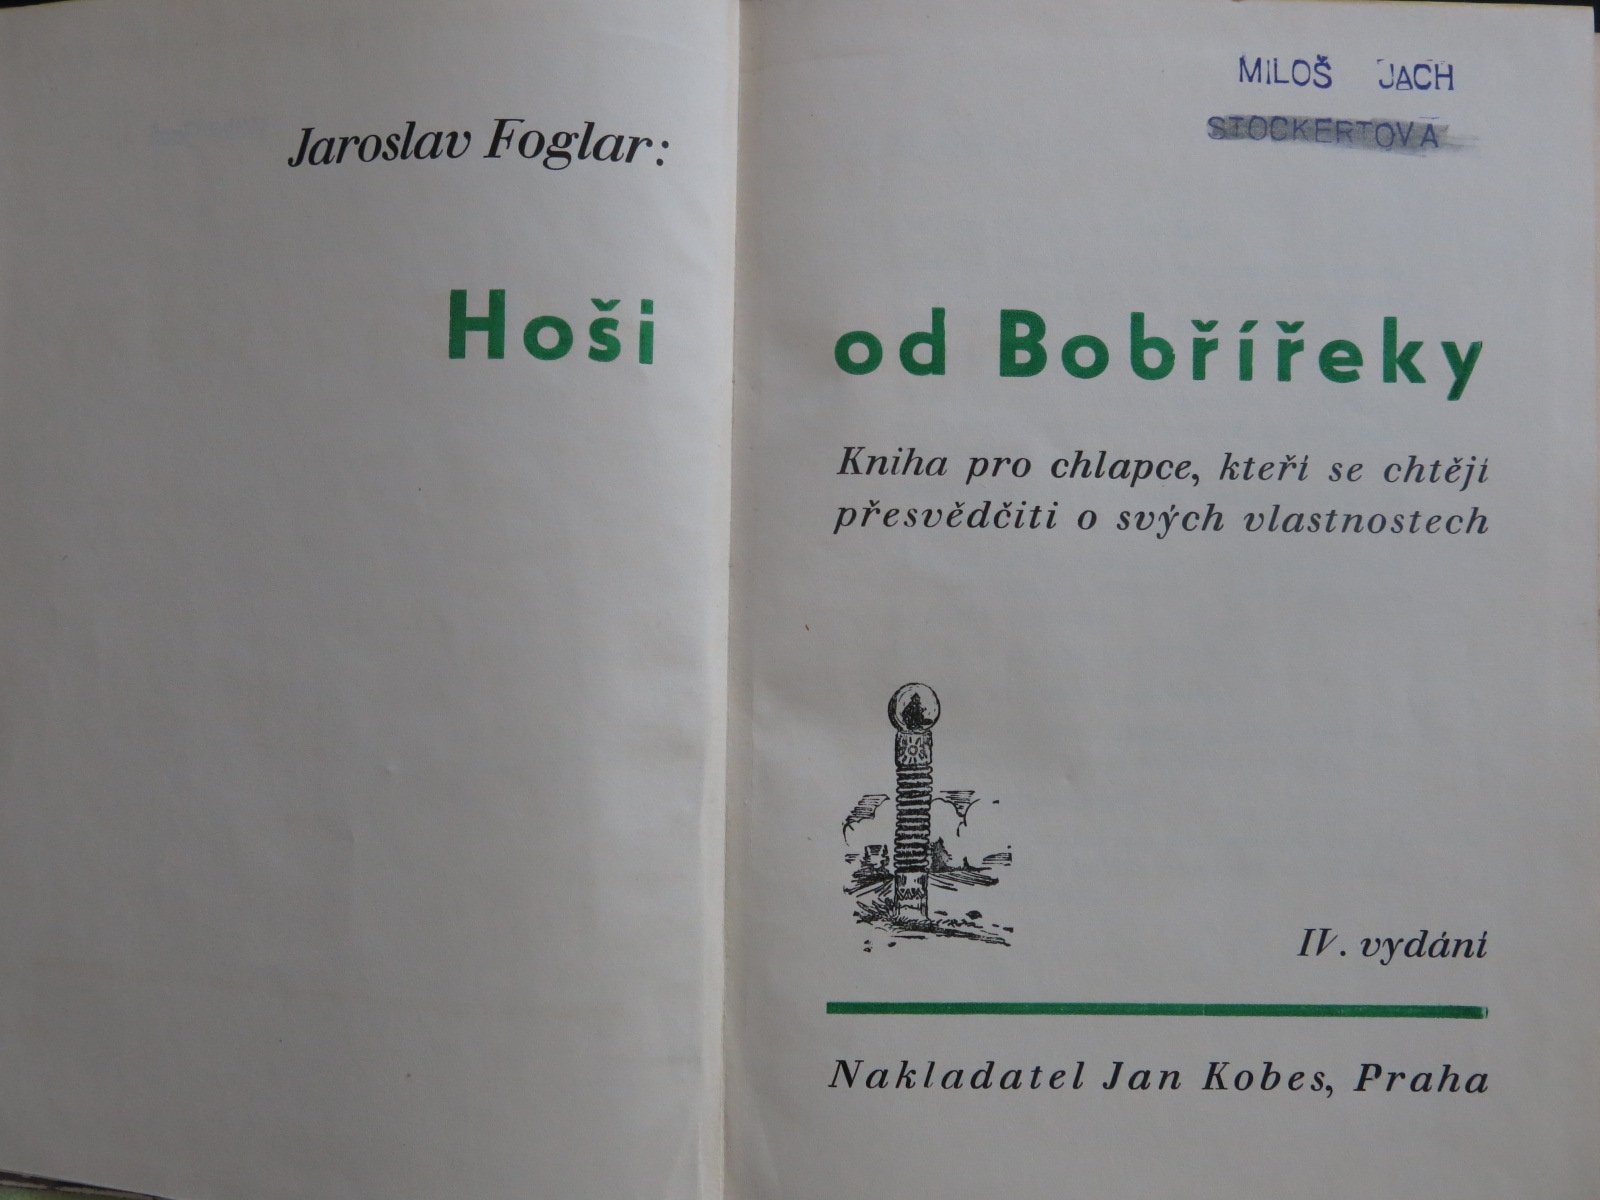 Jaroslav Foglar:
Hoši
MILOŠ JACH
STOCKERTOVÁ
od Bobřířeky
Kniha pro chlapce, kteří se chtějí
přesvědčiti o svých vlastnostech
IV. vydání
Nakladatel Jan Kobes, Praha